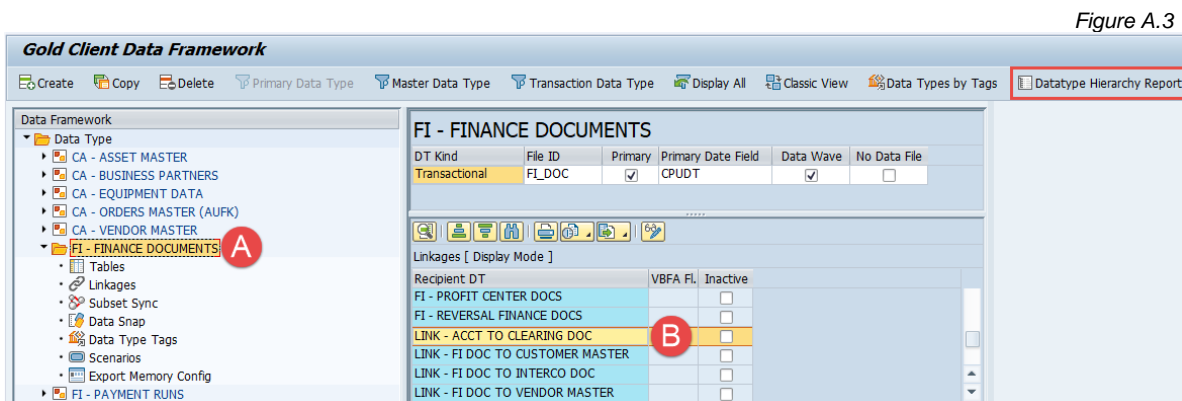 Figure A.3
Gold Client Data Framework
Create Copy Delete Primary Data Type Master Data Type Transaction Data Type Display All Classic View Data Types by Tags Datatype Hierarchy Report
Data Framework
Data Type
CA - ASSET MASTER
CA - BUSINESS PARTNERS
CA - EQUIPMENT DATA
CA - ORDERS MASTER (AUFK)
CA - VENDOR MASTER
FI - FINANCE DOCUMENTS A
Tables
Linkages
Subset Sync
Data Snap
Data Type Tags
Scenarios
Export Memory Config
FI - PAYMENT RUNS
FI - FINANCE DOCUMENTS
DT Kind File ID Primary Primary Date Field Data Wave No Data File
Transactional FI_DOC CPUDT
Linkages [ Display Mode ]
Recipient DT VBFA Fl. Inactive
FI - PROFIT CENTER DOCS
FI - REVERSAL FINANCE DOCS
LINK - ACCT TO CLEARING DOC B
LINK - FI DOC TO CUSTOMER MASTER
LINK - FI DOC TO INTERCO DOC
LINK - FI DOC TO VENDOR MASTER